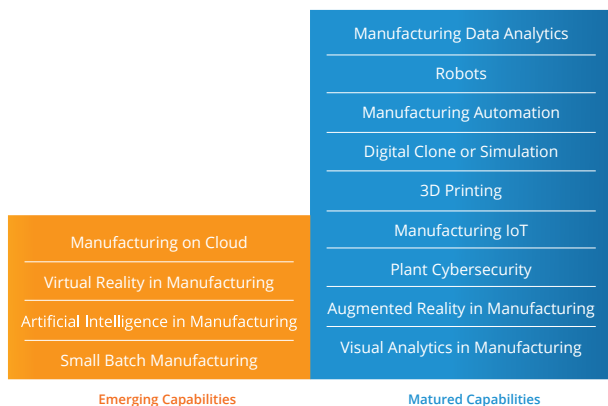 Manufacturing Data Analytics
Robots
Manufacturing Automation
Digital Clone or Simulation
3D Printing
Manufacturing IoT
Plant Cybersecurity
Augmented Reality in Manufacturing
Visual Analytics in Manufacturing
Manufacturing on Cloud
Virtual Reality in Manufacturing
Artificial Intelligence in Manufacturing
Small Batch Manufacturing
Emerging Capabilities
Matured Capabilities